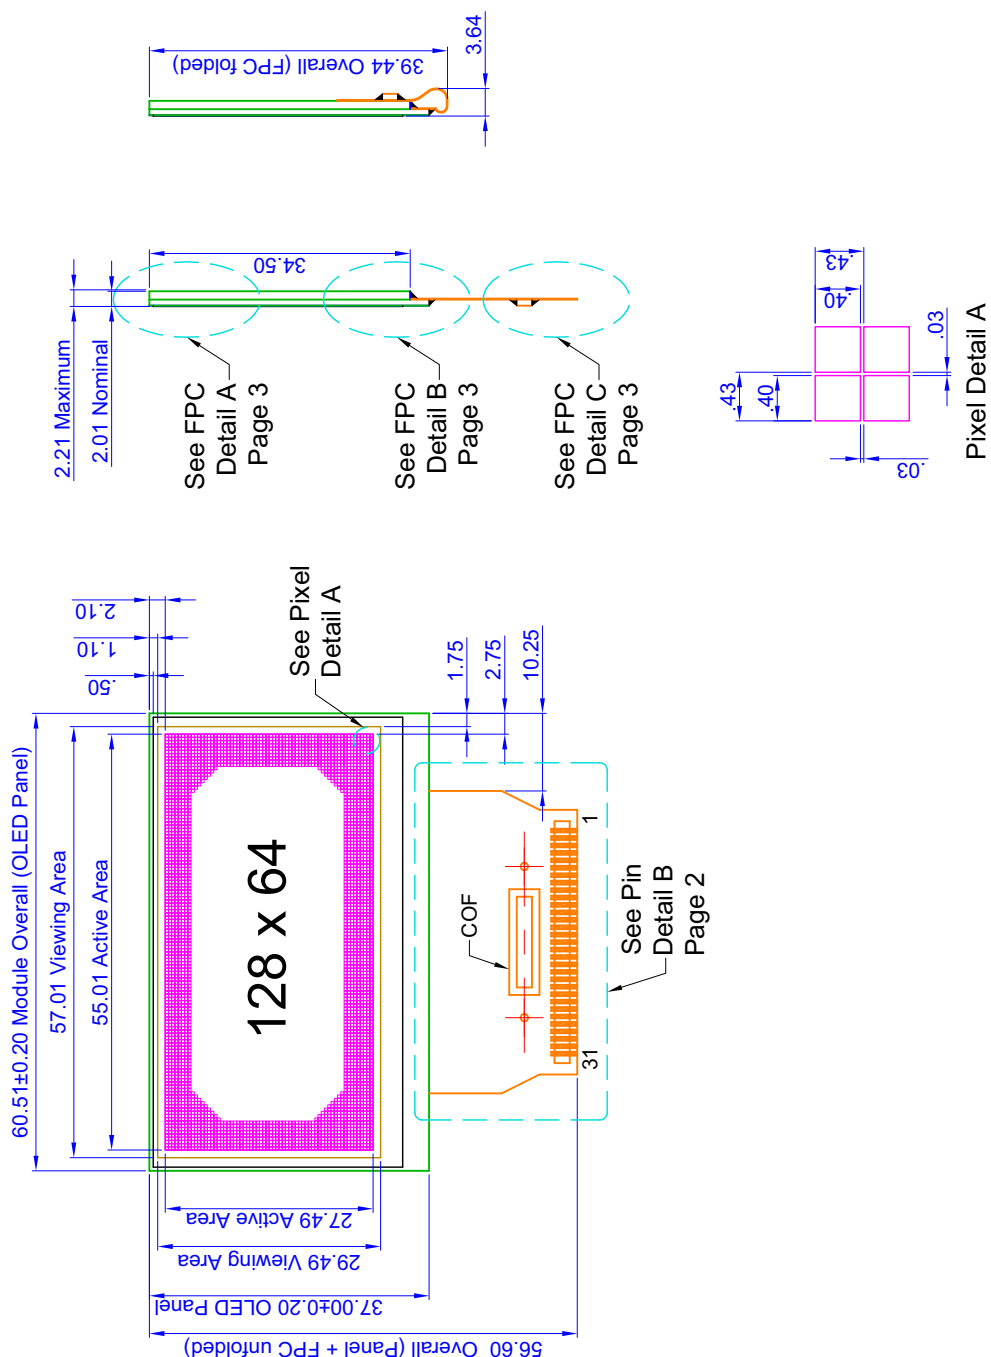 39.44 Overall (FPC folded)
3.64
34.50
2.21 Maximum
2.01 Nominal
See FPC
Detail A
Page 3
See FPC
Detail B
Page 3
See FPC
Detail C
Page 3
.43
.40
.43
.40
.03
.03
Pixel Detail A
60.51±0.20 Module Overall (OLED Panel)
57.01 Viewing Area
55.01 Active Area
.50
1.10
2.10
See Pixel
Detail A
1.75
2.75
10.25
128 x 64
COF
1
31
See Pin
Detail B
Page 2
27.49 Active Area
29.49 Viewing Area
37.00±0.20 OLED Panel
56.60 Overall (Panel + FPC unfolded)